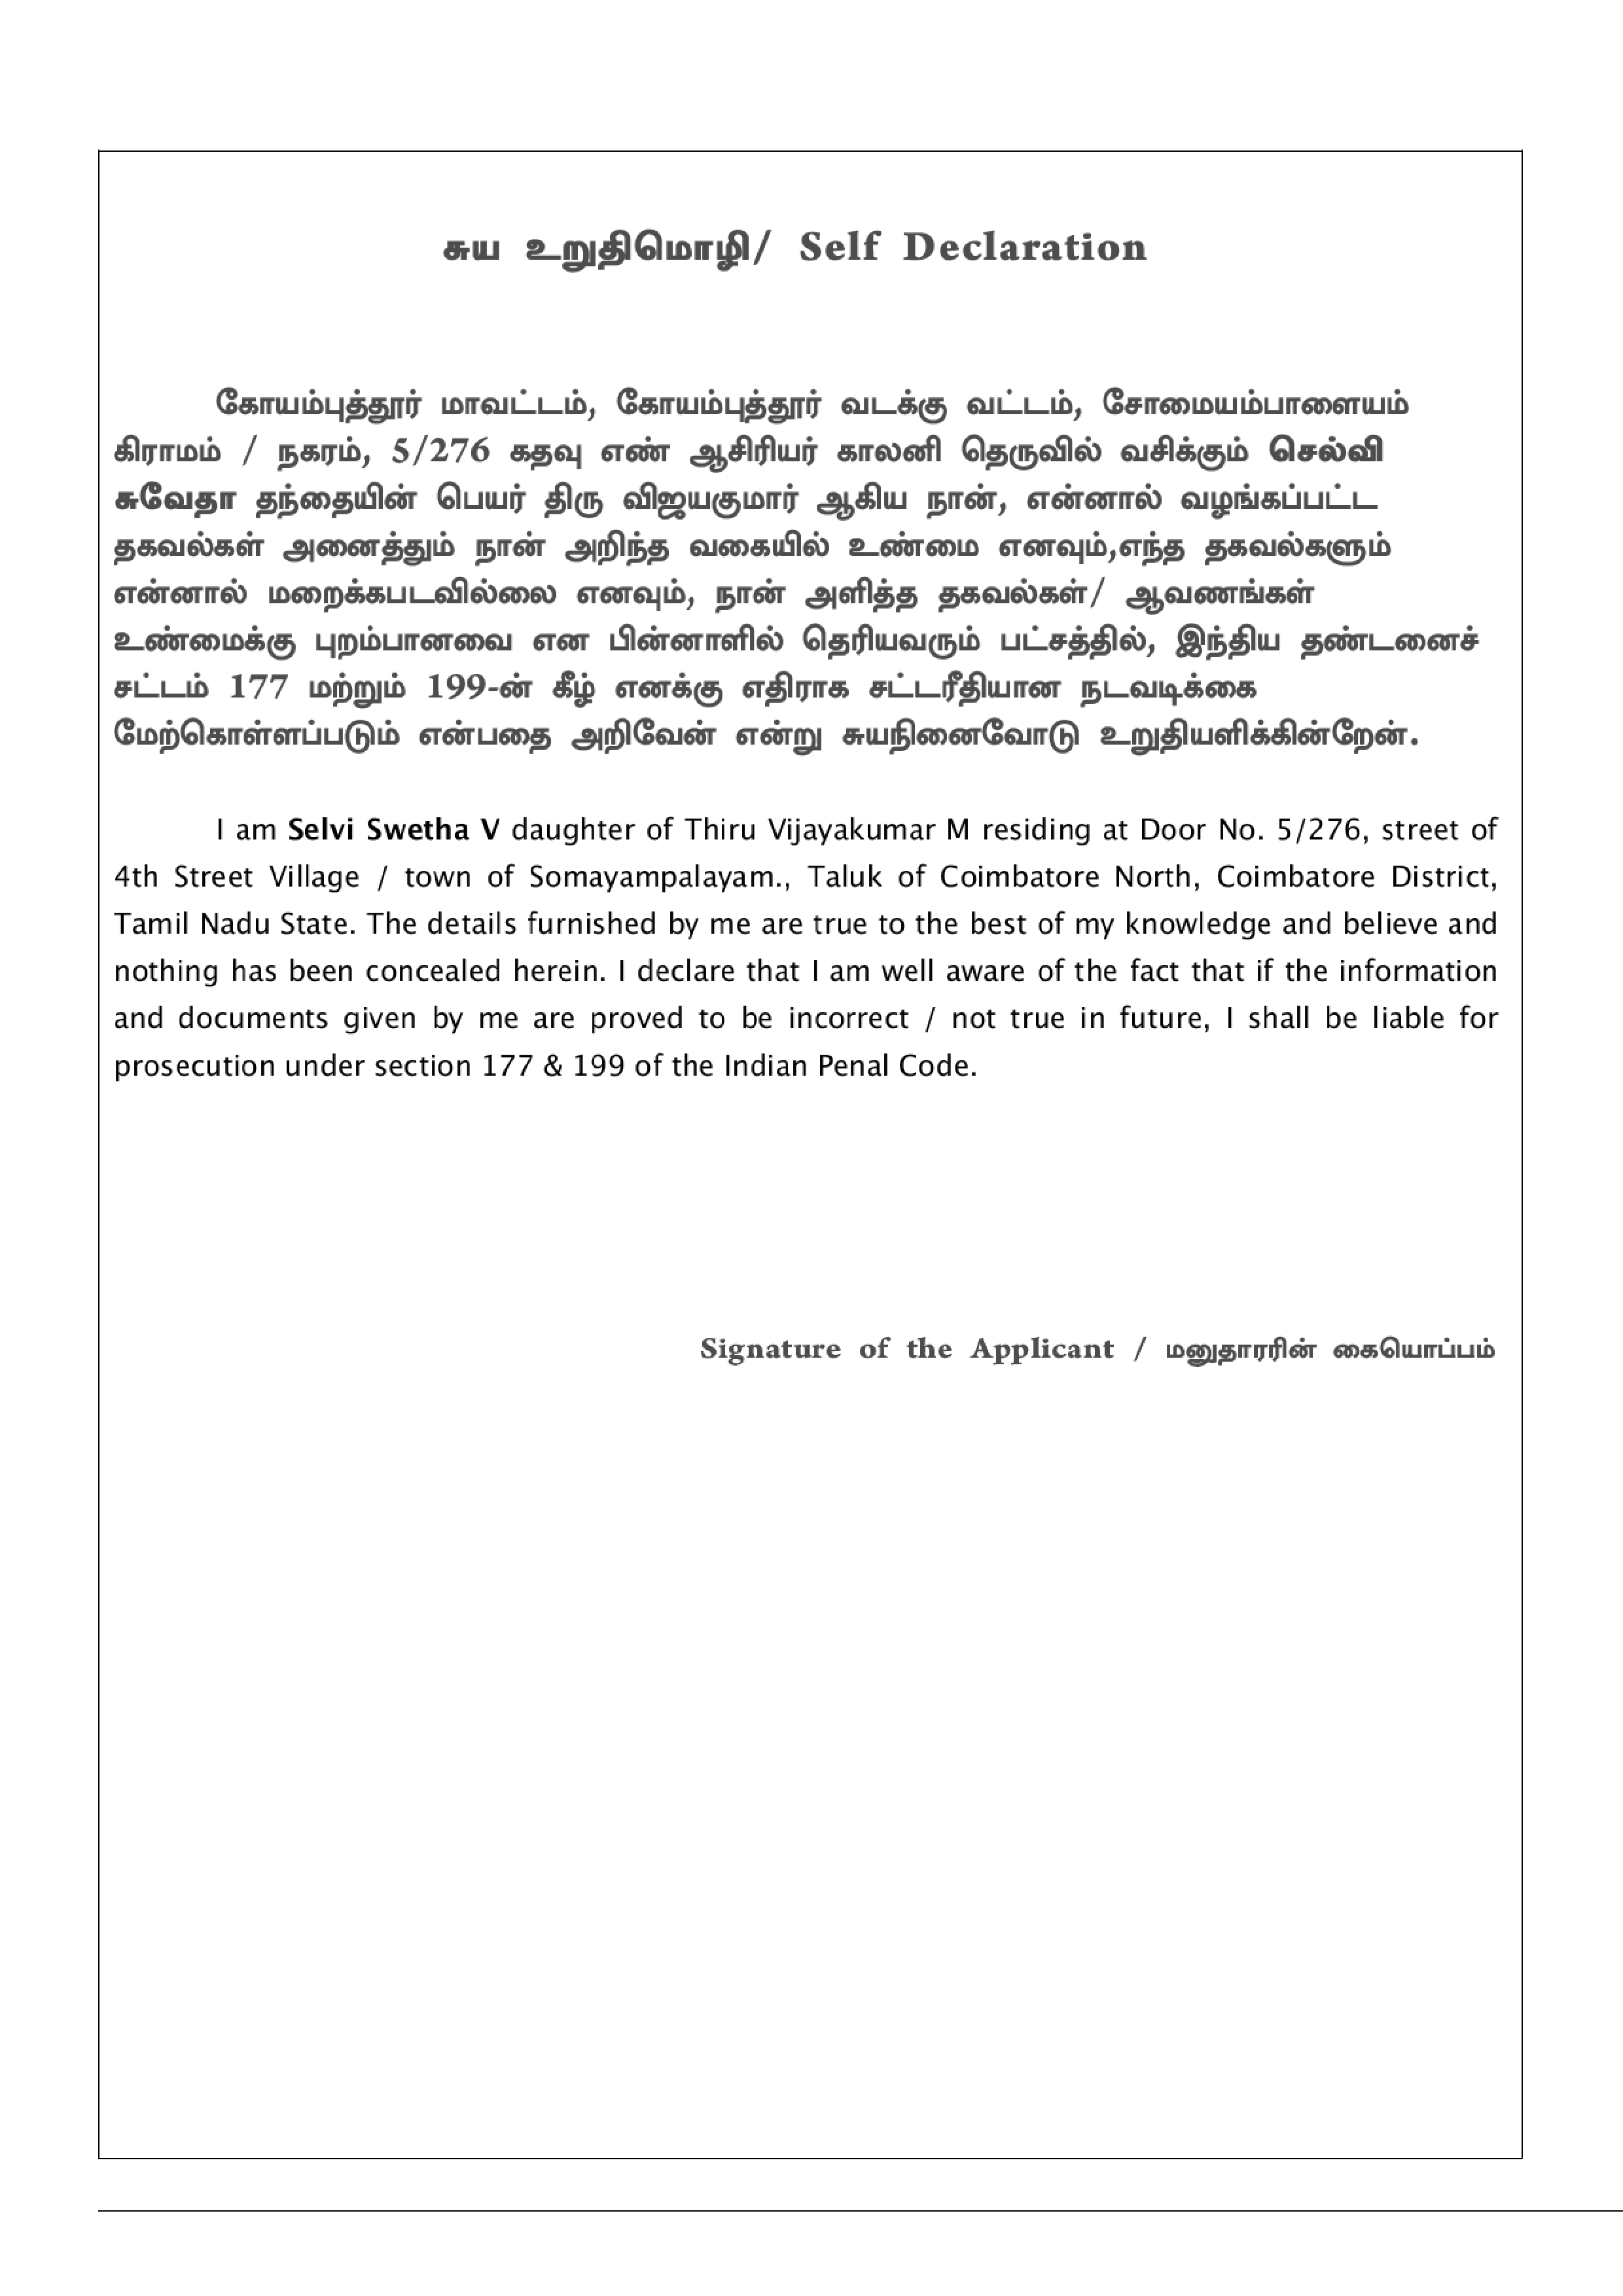 சுய உறுதிமொழி/ Self Declaration
கோயம்புத்தூர் மாவட்டம், கோயம்புத்தூர் வடக்கு வட்டம், சோமையம்பாளையம்
கிராமம் / நகரம், 5/276 கதவு எண் ஆசிரியர் காலனி தெருவில் வசிக்கும் செல்வி
சுவேதா தந்தையின் பெயர் திரு விஜயகுமார் ஆகிய நான், என்னால் வழங்கப்பட்ட
தகவல்கள் அனைத்தும் நான் அறிந்த வகையில் உண்மை எனவும்,எந்த தகவல்களும்
என்னால் மறைக்கபடவில்லை எனவும், நான் அளித்த தகவல்கள்/ ஆவணங்கள்
உண்மைக்கு புறம்பானவை என பின்னாளில் தெரியவரும் பட்சத்தில், இந்திய தண்டனைச்
சட்டம் 177 மற்றும் 199-ன் கீழ் எனக்கு எதிராக சட்டரீதியான நடவடிக்கை
மேற்கொள்ளப்படும் என்பதை அறிவேன் என்று சுயநினைவோடு உறுதியளிக்கின்றேன்.
I am Selvi Swetha V daughter of Thiru Vijayakumar M residing at Door No. 5/276, street of
4th Street Village / town of Somayampalayam., Taluk of Coimbatore North, Coimbatore District,
Tamil Nadu State. The details furnished by me are true to the best of my knowledge and believe and
nothing has been concealed herein. I declare that I am well aware of the fact that if the information
and documents given by me are proved to be incorrect / not true in future, I shall be liable for
prosecution under section 177 & 199 of the Indian Penal Code.
Signature of the Applicant / மனுதாரரின் கையொப்பம்